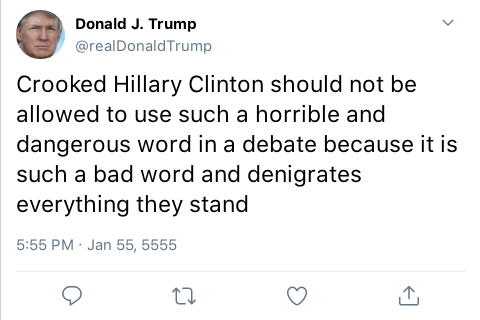 Donald J. Trump
@realDonaldTrump
Crooked Hillary Clinton should not be
allowed to use such a horrible and
dangerous word in a debate because it is
such a bad word and denigrates
everything they stand
5:55 PM · Jan 55, 5555